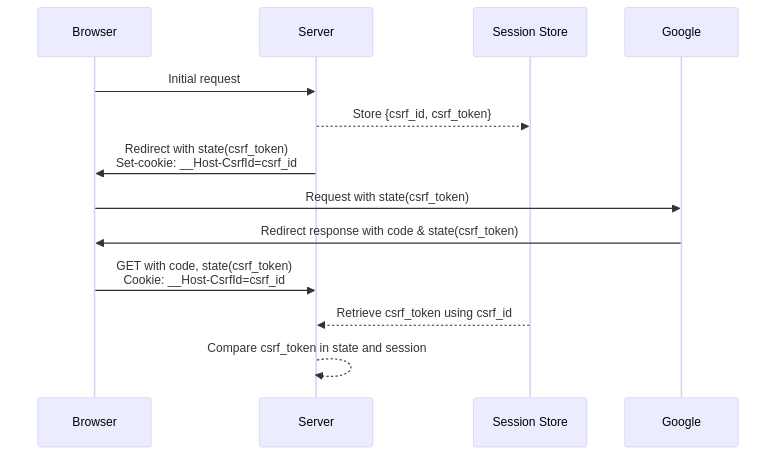 Browser
Server
Session Store
Google
Initial request
Store {csrf_id, csrf_token}
Redirect with state(csrf_token)
Set-cookie: __Host-CsrfId=csrf_id
Request with state(csrf_token)
Redirect response with code & state(csrf_token)
GET with code, state(csrf_token)
Cookie: __Host-CsrfId=csrf_id
Retrieve csrf_token using csrf_id
Compare csrf_token in state and session
Browser
Server
Session Store
Google